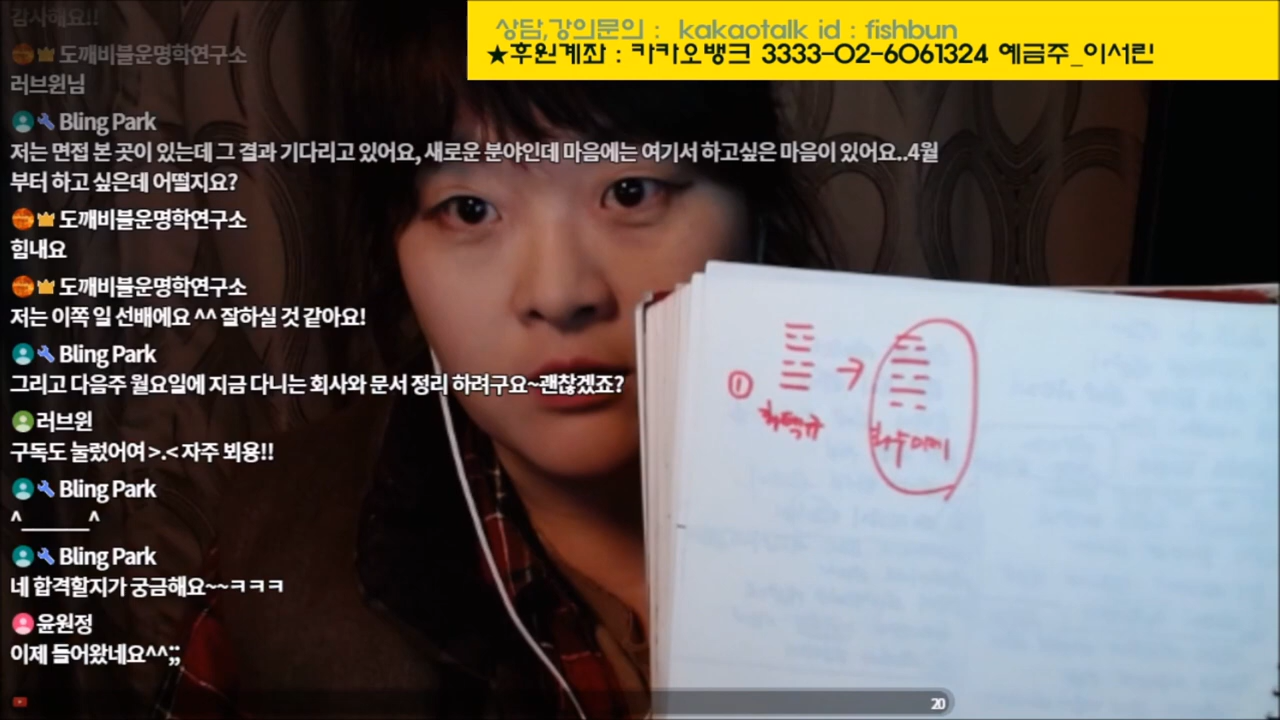 상담,강의문의 : kakaotalk id : fishbun
★후원계좌 : 카카오뱅크 3333-02-6061324 예금주_이서린
감사해요!!
도깨비불운명학연구소
러브윈님
Bling Park
저는 면접 본 곳이 있는데 그 결과 기다리고 있어요, 새로운 분야인데 마음에는 여기서 하고싶은 마음이 있어요..4월
부터 하고 싶은데 어떨지요?
도깨비불운명학연구소
힘내요
도깨비불운명학연구소
저는 이쪽 일 선배에요 ^^ 잘하실 것 같아요!
Bling Park
그리고 다음주 월요일에 지금 다니는 회사와 문서 정리 하려구요~괜찮겠죠?
러브윈
구독도 눌렀어여 >.< 자주 봬용!!
Bling Park
^______^
Bling Park
네 합격할지가 궁금해요~~ㅋㅋㅋ
윤원정
이제 들어왔네요^^;;
20
① 화택규 → 화수미제